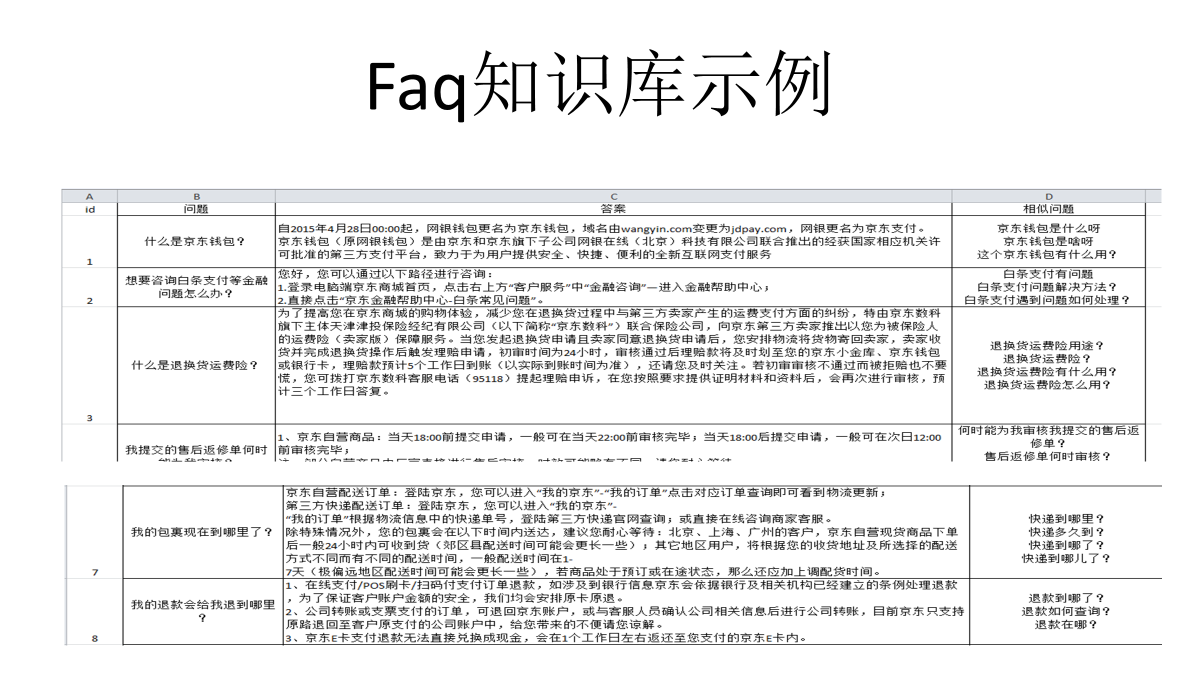 Faq知识库示例
A B C D
id 问题 答案 相似问题
什么是京东钱包？
自2015年4月28日00:00起，网银钱包更名为京东钱包，域名由wangyin.com变更为jdpay.com，网银更名为京东支付。
京东钱包（原网银钱包）是由京东和京东旗下子公司网银在线（北京）科技有限公司联合推出的经获国家相应机关许
可批准的第三方支付平台，致力于为用户提供安全、快捷、便利的全新互联网支付服务
京东钱包是什么呀
京东钱包是啥呀
这个京东钱包有什么用？
1
想要咨询白条支付等金融
问题怎么办？
您好，您可以通过以下路径进行咨询：
1.登录电脑端京东商城首页，点击右上方“客户服务”中“金融咨询”—进入金融帮助中心；
2.直接点击“京东金融帮助中心-白条常见问题”。
白条支付有问题
白条支付问题解决方法？
白条支付遇到问题如何处理？
2
什么是退换货运费险？
为了提高您在京东商城的购物体验，减少您在退换货过程中与第三方卖家产生的运费支付方面的纠纷，特由京东数科
旗下主体天津津投保险经纪有限公司（以下简称“京东数科”）联合保险公司，向京东第三方卖家推出以您为被保险人
的运费险（卖家版）保障服务。当您发起退换货申请且卖家同意退换货申请后，您安排物流将货物寄回卖家，卖家收
货并完成退换货操作后触发理赔申请，初审时间为24小时，审核通过后理赔款将及时划至您的京东小金库、京东钱包
或银行卡，理赔款预计5个工作日到账（以实际到账时间为准），还请您及时关注。若初审审核不通过而被拒赔也不要
慌，您可拨打京东数科客服电话（95118）提起理赔申诉，在您按照要求提供证明材料和资料后，会再次进行审核，预
计三个工作日答复。
退换货运费险用途？
退换货运费险？
退换货运费险有什么用？
退换货运费险怎么用？
3
我提交的售后返修单何时
1、京东自营商品：当天18:00前提交申请，一般可在当天22:00前审核完毕；当天18:00后提交申请，一般可在次日12:00
前审核完毕；
何时能为我审核我提交的售后返
修单？
售后返修单何时审核？
我的包裹现在到哪里了？
京东自营配送订单：登陆京东，您可以进入“我的京东”-“我的订单”点击对应订单查询即可看到物流更新；
第三方快递配送订单：登陆京东，您可以进入“我的京东”-
“我的订单”根据物流信息中的快递单号，登陆第三方快递官网查询；或直接在线咨询商家客服。
除特殊情况外，您的包裹会在以下时间内送达，建议您耐心等待：北京、上海、广州的客户，京东自营现货商品下单
后一般24小时内可收到货（郊区县配送时间可能会更长一些）；其它地区用户，将根据您的收货地址及所选择的配送
方式不同而有不同的配送时间，一般配送时间在1-
7天（极偏远地区配送时间可能会更长一些），若商品处于预订或在途状态，那么还应加上调配货时间。
快递到哪里？
快递多久到？
快递到哪了？
快递到哪儿了？
7
我的退款会给我退到哪里
？
1、在线支付/POS刷卡/扫码付支付订单退款，如涉及到银行信息京东会依据银行及相关机构已经建立的条例处理退款
，为了保证客户账户金额的安全，我们均会安排原卡原退。
2、公司转账或支票支付的订单，可退回京东账户，或与客服人员确认公司相关信息后进行公司转账，目前京东只支持
原路退回至客户原支付的公司账户中，给您带来的不便请您谅解。
3、京东E卡支付退款无法直接兑换成现金，会在1个工作日左右返还至您支付的京东E卡内。
退款到哪了？
退款如何查询？
退款在哪？
8